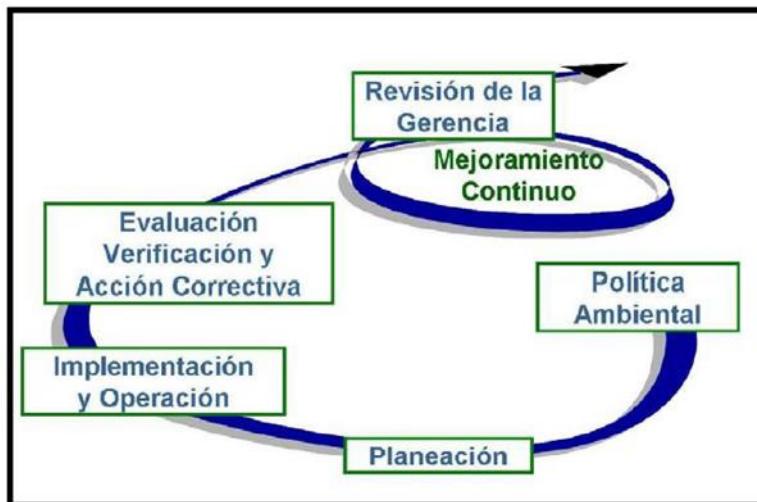 Revisión de la
Gerencia
Mejoramiento
Continuo
Evaluación
Verificación y
Acción Correctiva
Política
Ambiental
Implementación
y Operación
Planeación